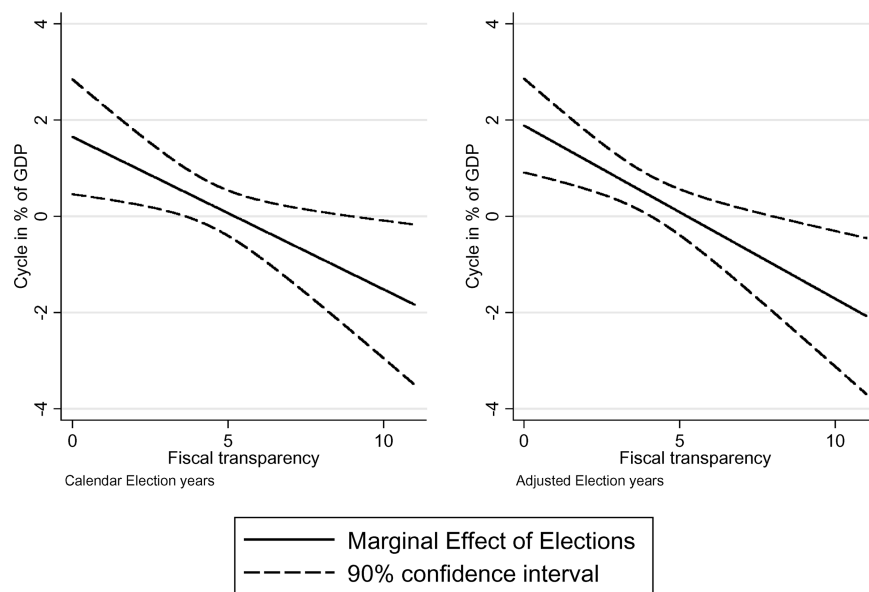 Cycle in % of GDP
4
2
0
-2
-4
0 5 10
Fiscal transparency
Calendar Election years
Cycle in % of GDP
4
2
0
-2
-4
0 5 10
Fiscal transparency
Adjusted Election years
Marginal Effect of Elections
90% confidence interval